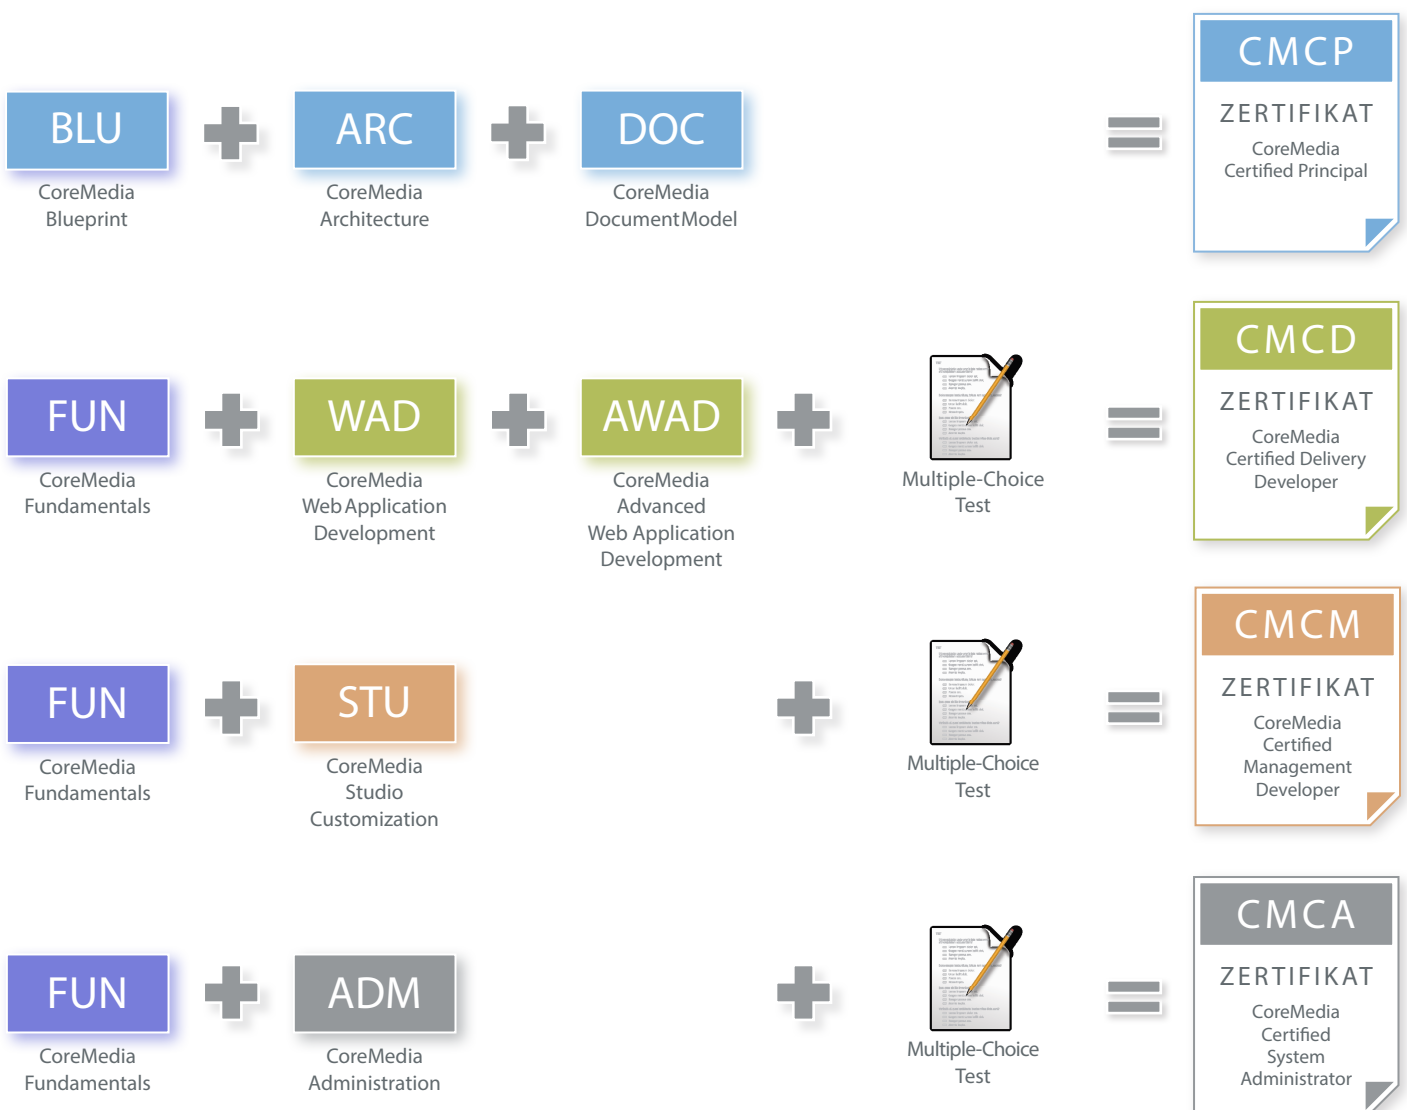 BLU
CoreMedia
Blueprint
ARC
CoreMedia
Architecture
DOC
CoreMedia
DocumentModel
CMCP
ZERTIFIKAT
CoreMedia
Certified Principal
FUN
CoreMedia
Fundamentals
WAD
CoreMedia
Web Application
Development
AWAD
CoreMedia
Advanced
Web Application
Development
Multiple-Choice
Test
CMCD
ZERTIFIKAT
CoreMedia
Certified Delivery
Developer
FUN
CoreMedia
Fundamentals
STU
CoreMedia
Studio
Customization
Multiple-Choice
Test
CMCM
ZERTIFIKAT
CoreMedia
Certified
Management
Developer
FUN
CoreMedia
Fundamentals
ADM
CoreMedia
Administration
Multiple-Choice
Test
CMCA
ZERTIFIKAT
CoreMedia
Certified
System
Administrator